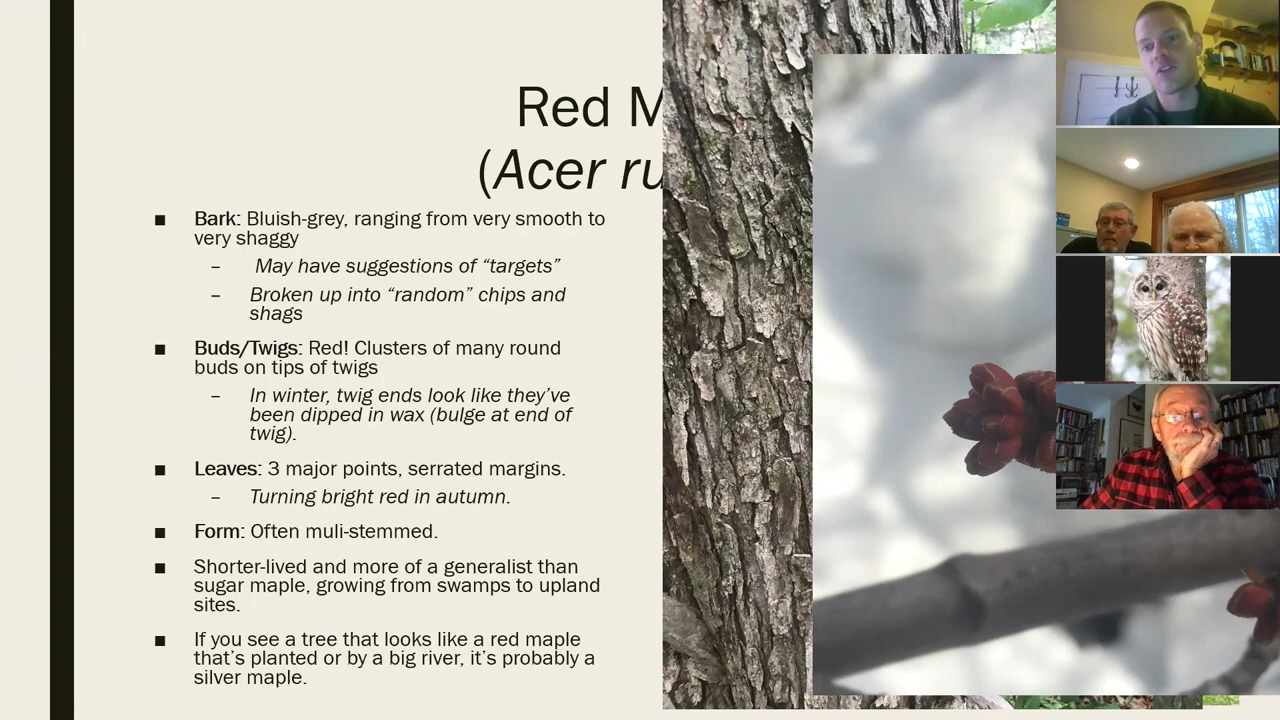 Red M
(Acer ru
■ Bark: Bluish-grey, ranging from very smooth to
very shaggy
– May have suggestions of “targets”
– Broken up into “random” chips and
shags
■ Buds/Twigs: Red! Clusters of many round
buds on tips of twigs
– In winter, twig ends look like they’ve
been dipped in wax (bulge at end of
twig).
■ Leaves: 3 major points, serrated margins.
– Turning bright red in autumn.
■ Form: Often muli-stemmed.
■ Shorter-lived and more of a generalist than
sugar maple, growing from swamps to upland
sites.
■ If you see a tree that looks like a red maple
that’s planted or by a big river, it’s probably a
silver maple.